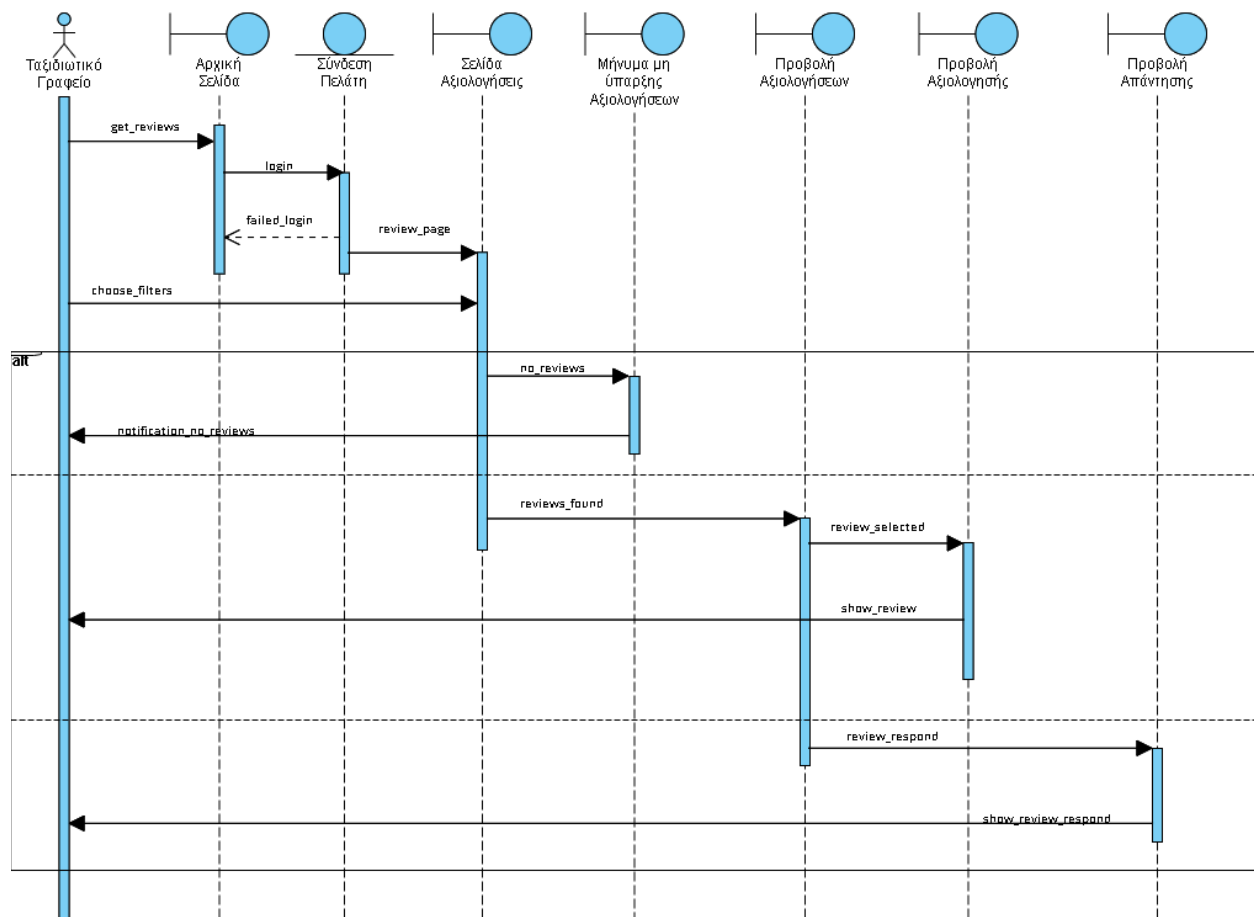 Ταξιδιωτικό
Γραφείο
Αρχική
Σελίδα
Σύνδεση
Πελάτη
Σελίδα
Αξιολογήσεις
Μήνυμα μη
ύπαρξης
Αξιολογήσεων
Προβολή
Αξιολογήσεων
Προβολή
Αξιολογησής
Προβολή
Απάντησης
get_reviews
login
failed_login
review_page
choose_filters
alt
no_reviews
notification_no_reviews
reviews_found
review_selected
show_review
review_respond
show_review_respond